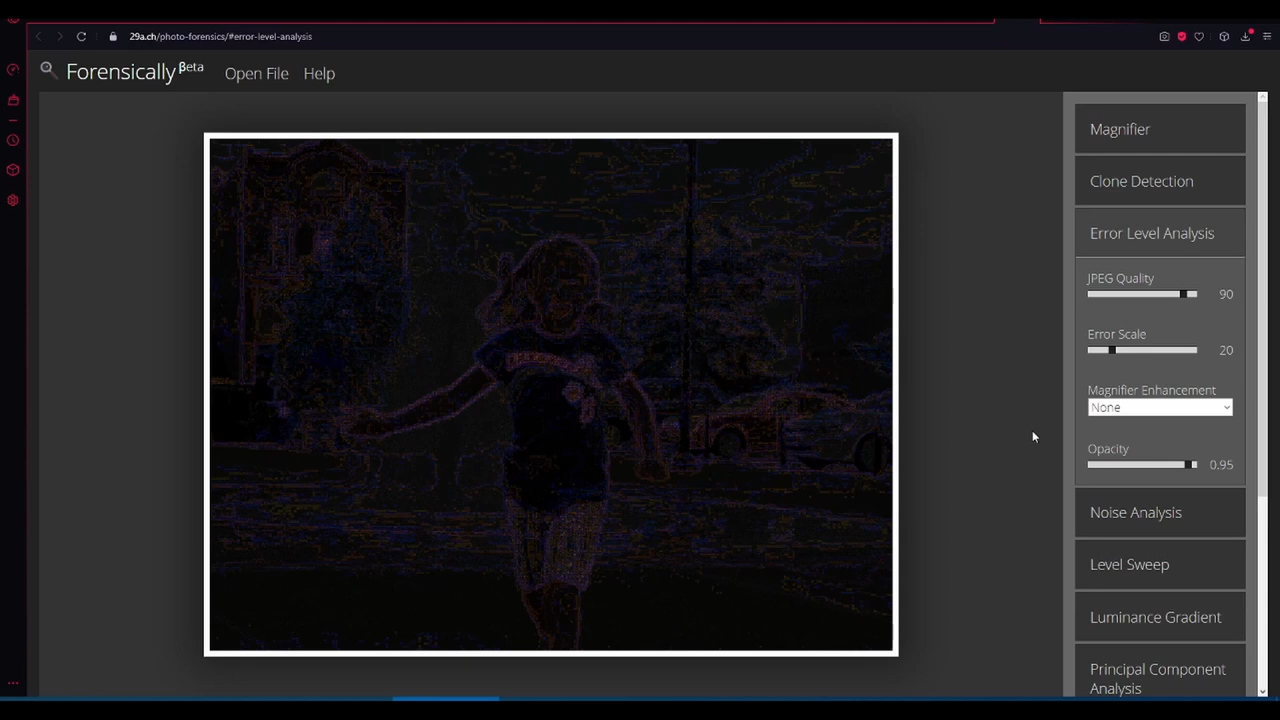 29a.ch/photo-forensics/#error-level-analysis
Forensically βeta
Open File
Help
Magnifier
Clone Detection
Error Level Analysis
JPEG Quality
90
Error Scale
20
Magnifier Enhancement
None
Opacity
0.95
Noise Analysis
Level Sweep
Luminance Gradient
Principal Component
Analysis